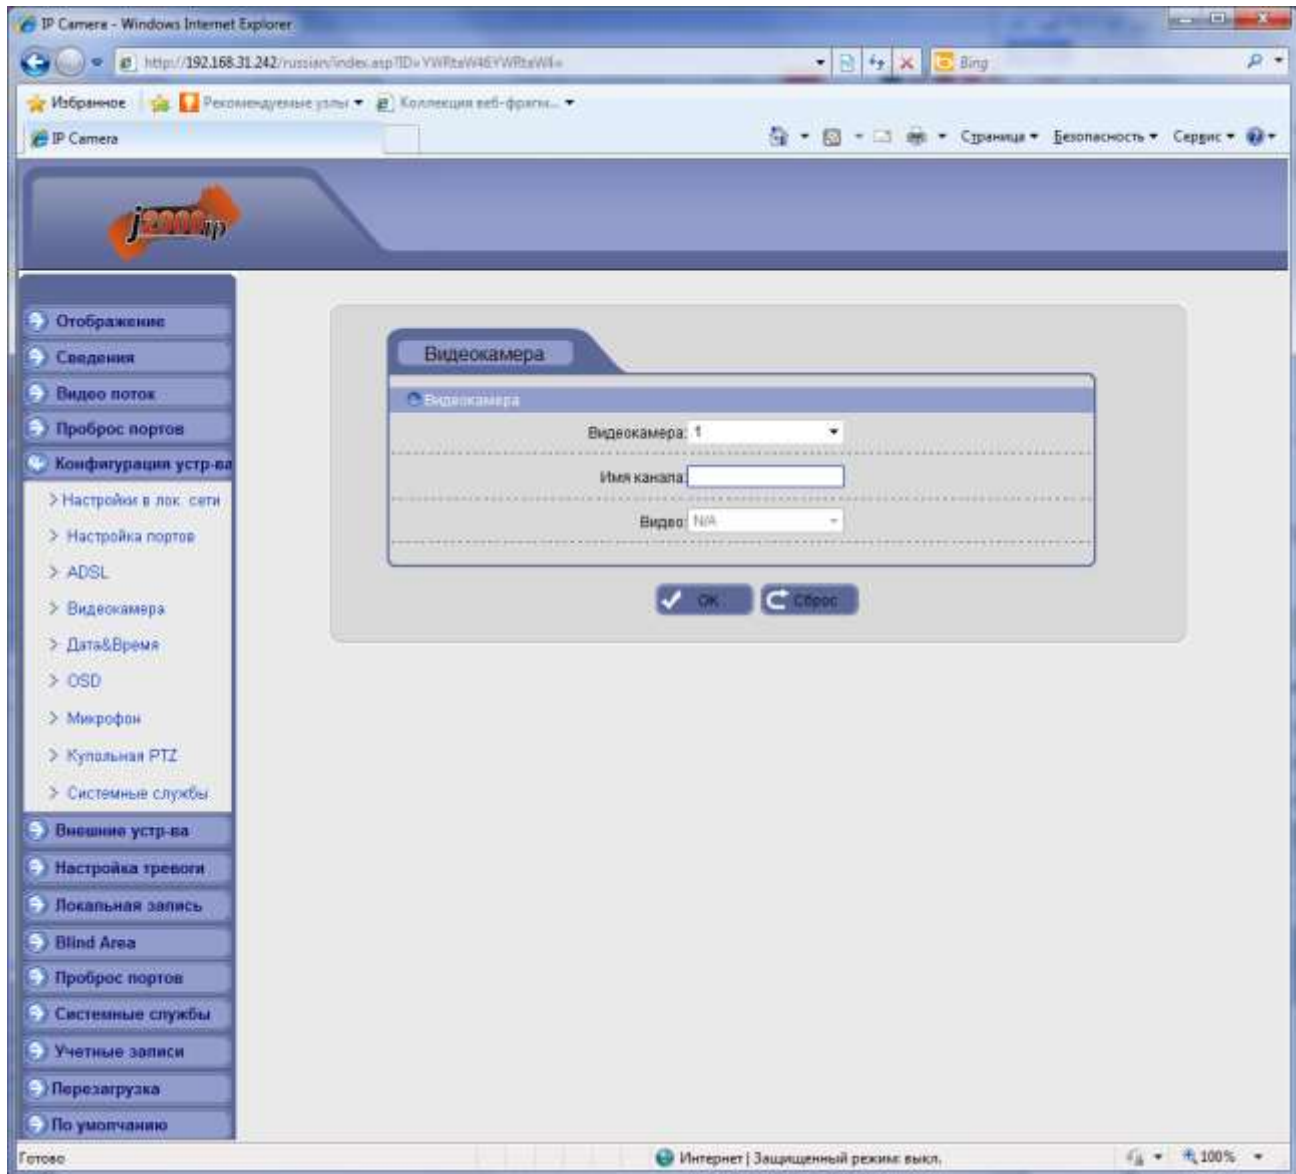 IP Camera - Windows Internet Explorer
http://192.168.31.242/russian/index.asp?ID=YWRtaW46YWRtaW4=
Bing
Избранное
Рекомендуемые узлы
Коллекция веб-фрагм...
IP Camera
Страница
Безопасность
Сервис
j2000ip
Отображение
Сведения
Видео поток
Проброс портов
Конфигурация устр-ва
> Настройки в лок. сети
> Настройка портов
> ADSL
> Видеокамера
> Дата&Время
> OSD
> Микрофон
> Купольная PTZ
> Системные службы
Внешние устр-ва
Настройка тревоги
Локальная запись
Blind Area
Проброс портов
Системные службы
Учетные записи
Перезагрузка
По умолчанию
Видеокамера
Видеокамера
Видеокамера: 1
Имя канала:
Видео: N/A
OK
Сброс
Готово
Интернет | Защищенный режим: выкл.
100%